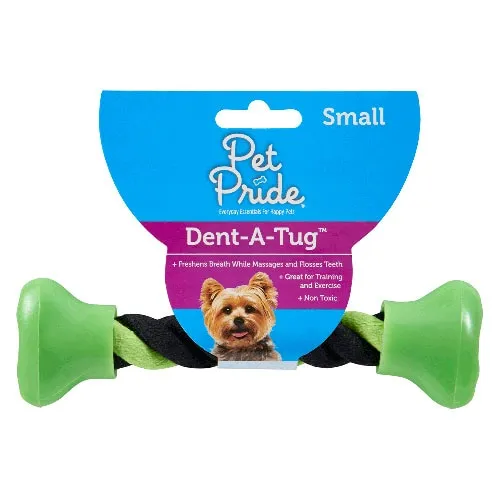 Small
Pet
Pride
Everyday Essentials For Happy Pets
Dent-A-Tug™
+ Freshens Breath While Massages and Flosses Teeth
+ Great for Training
and Exercise
+ Non Toxic